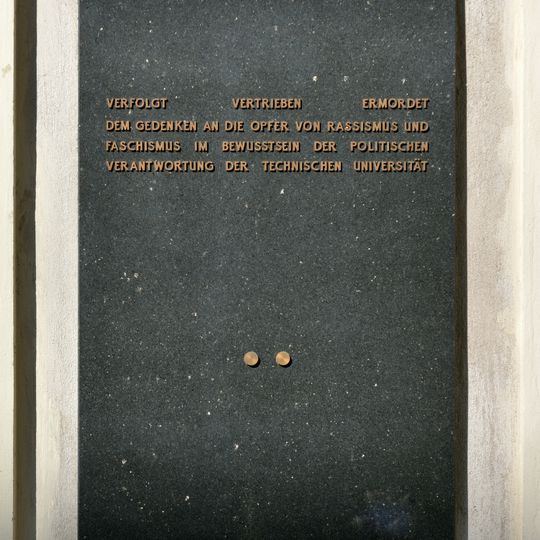 VERFOLGT VERTRIEBEN ERMORDET
DEM GEDENKEN AN DIE OPFER VON RASSISMUS UND
FASCHISMUS IM BEWUSSTSEIN DER POLITISCHEN
VERANTWORTUNG DER TECHNISCHEN UNIVERSITÄT